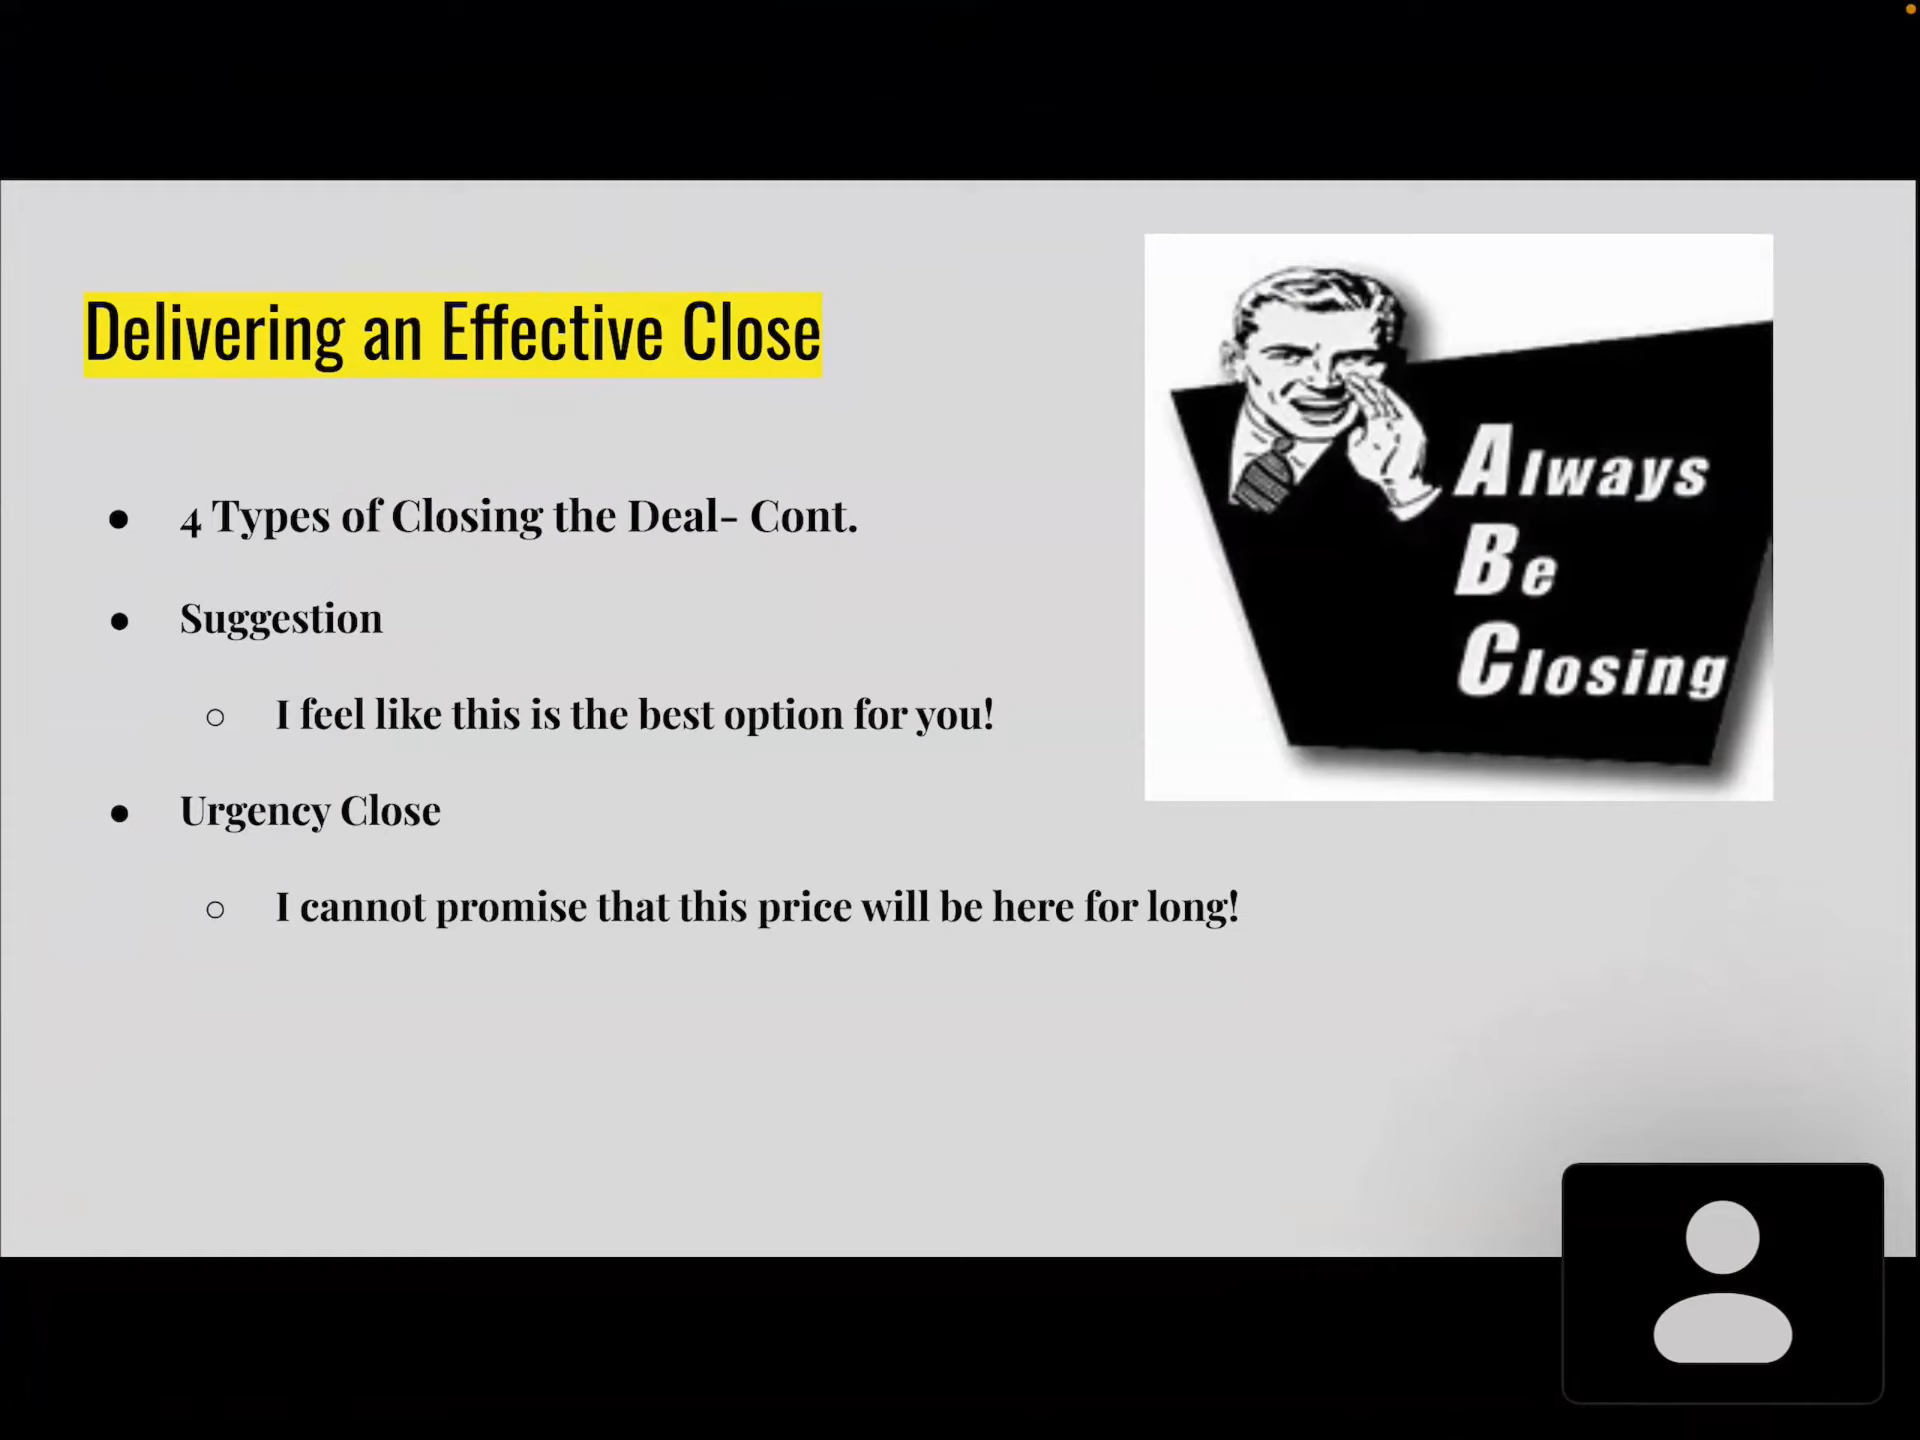 Delivering an Effective Close
4 Types of Closing the Deal- Cont.
Suggestion
I feel like this is the best option for you!
Urgency Close
I cannot promise that this price will be here for long!
Always
Be
Closing